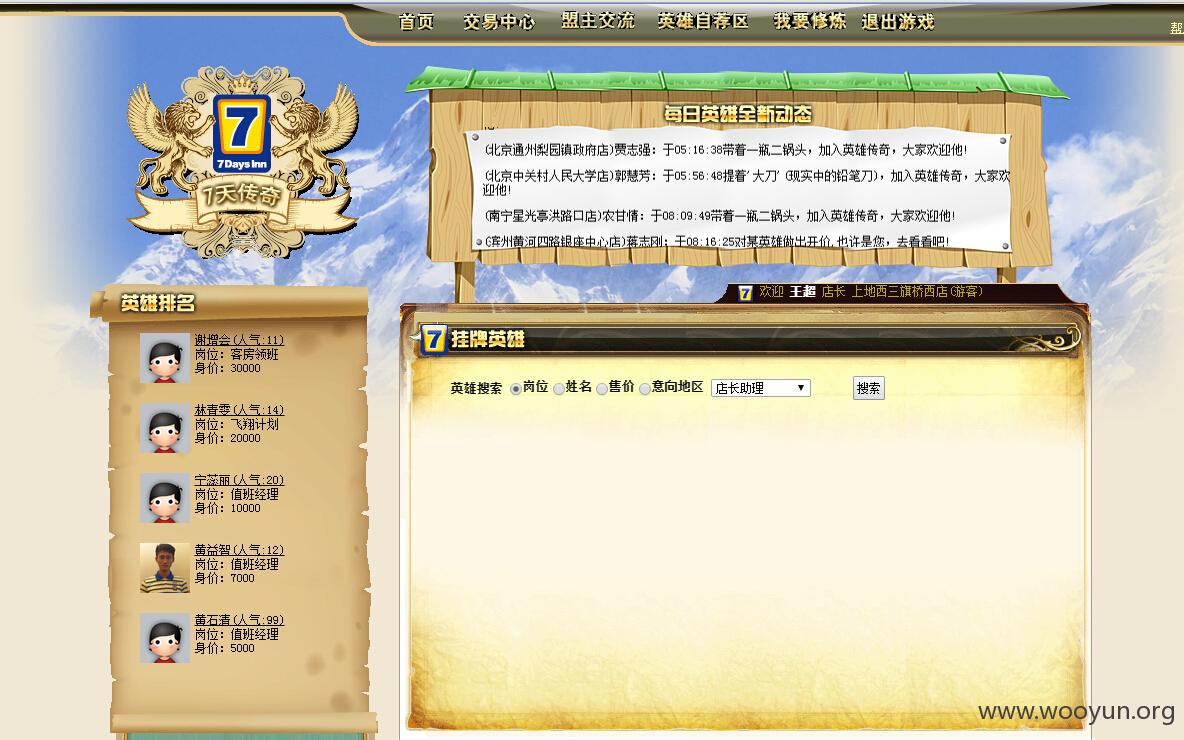 首页 交易中心 盟主交流 英雄自荐区 我要修炼 退出游戏
7
7 Days Inn
7天传奇
每日英雄全新动态
(北京通州梨园镇政府店)贾志强: 于05:16:38带着一瓶二锅头，加入英雄传奇，大家欢迎他!
(北京中关村人民大学店)郭慧芳: 于05:56:48提着'大刀'(现实中的铅笔刀)，加入英雄传奇，大家欢
迎他!
(南宁星光亭洪路口店)农甘情: 于08:09:49带着一瓶二锅头，加入英雄传奇，大家欢迎他!
(滨州黄河四路银座中心店)蒋志刚: 于08:16:25对某英雄做出开价,也许是您，去看看吧!
7 欢迎 王超 店长 上地西三旗桥西店(游客)
英雄排名
谢增会(人气:11)
岗位: 客房领班
身价: 30000
林青雯(人气:14)
岗位: 飞翔计划
身价: 20000
宁蕊丽(人气:20)
岗位: 值班经理
身价: 10000
黄益智(人气:12)
岗位: 值班经理
身价: 7000
黄石清(人气:99)
岗位: 值班经理
身价: 5000
7 挂牌英雄
英雄搜索 岗位 姓名 售价 意向地区 店长助理 搜索
www.wooyun.org